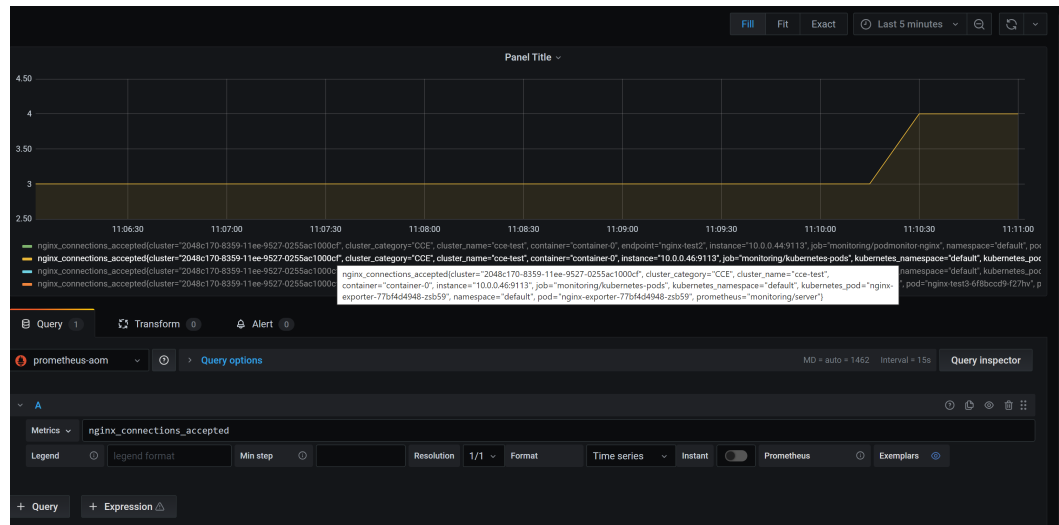 Fill Fit Exact Last 5 minutes
Panel Title
4.50
4
3.50
3
2.50
11:06:30 11:07:00 11:07:30 11:08:00 11:08:30 11:09:00 11:09:30 11:10:00 11:10:30 11:11:00
nginx_connections_accepted{cluster="2048c170-8359-11ee-9527-0255ac1000cf", cluster_category="CCE", cluster_name="cce-test", container="container-0", endpoint="nginx-test2", instance="10.0.0.44:9113", job="monitoring/podmonitor-nginx", namespace="default", poc
nginx_connections_accepted{cluster="2048c170-8359-11ee-9527-0255ac1000cf", cluster_category="CCE", cluster_name="cce-test", container="container-0", instance="10.0.0.46:9113", job="monitoring/kubernetes-pods", kubernetes_namespace="default", kubernetes_pod
nginx_connections_accepted{cluster="2048c170-8359-11ee-9527-0255ac1000c namespace="default", kubernetes_pod
nginx_connections_accepted{cluster="2048c170-8359-11ee-9527-0255ac1000c pod="nginx-test3-6f8bccd9-f27hv", p
nginx_connections_accepted{cluster="2048c170-8359-11ee-9527-0255ac1000cf", cluster_category="CCE", cluster_name="cce-test",
container="container-0", instance="10.0.0.46:9113", job="monitoring/kubernetes-pods", kubernetes_namespace="default", kubernetes_pod="nginx-
exporter-77bf4d4948-zsb59", namespace="default", pod="nginx-exporter-77bf4d4948-zsb59", prometheus="monitoring/server"}
Query 1 Transform 0 Alert 0
prometheus-aom Query options MD = auto = 1462 Interval = 15s Query inspector
A
Metrics nginx_connections_accepted
Legend legend format Min step Resolution 1/1 Format Time series Instant Prometheus Exemplars
+ Query + Expression